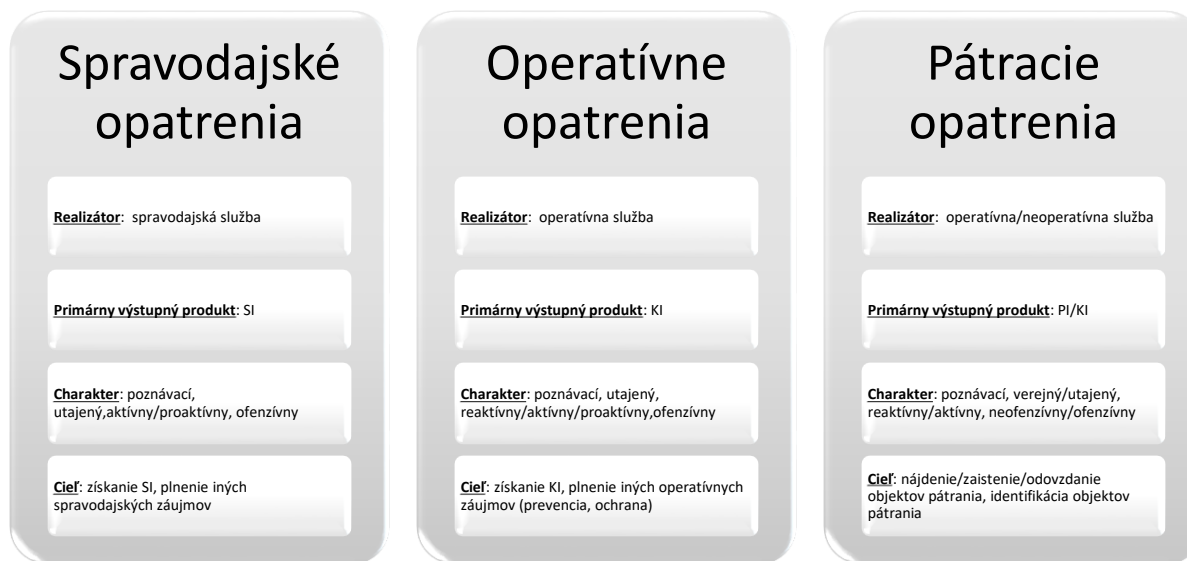 Spravodajské
opatrenia
Realizátor:  spravodajská služba
Primárny výstupný produkt: SI
Charakter: poznávací,
utajený,aktívny/proaktívny, ofenzívny
Cieľ: získanie SI, plnenie iných
spravodajských záujmov
Operatívne
opatrenia
Realizátor:  operatívna služba
Primárny výstupný produkt: KI
Charakter: poznávací, utajený,
reaktívny/aktívny/proaktívny,ofenzívny
Cieľ: získanie KI, plnenie iných operatívnych
záujmov (prevencia, ochrana)
Pátracie
opatrenia
Realizátor:  operatívna/neoperatívna služba
Primárny výstupný produkt: PI/KI
Charakter: poznávací, verejný/utajený,
reaktívny/aktívny, neofenzívny/ofenzívny
Cieľ: nájdenie/zaistenie/odovzdanie
objektov pátrania, identifikácia objektov
pátrania